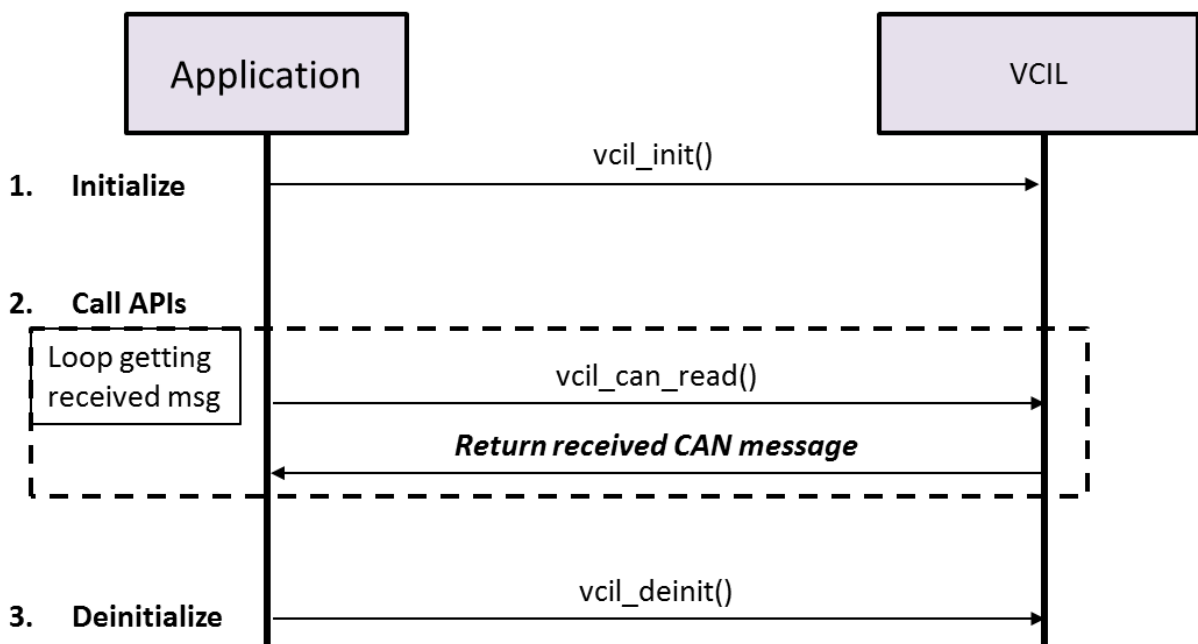 Application
VCIL
vcil_init()
1. Initialize
2. Call APIs
Loop getting
received msg
vcil_can_read()
Return received CAN message
vcil_deinit()
3. Deinitialize